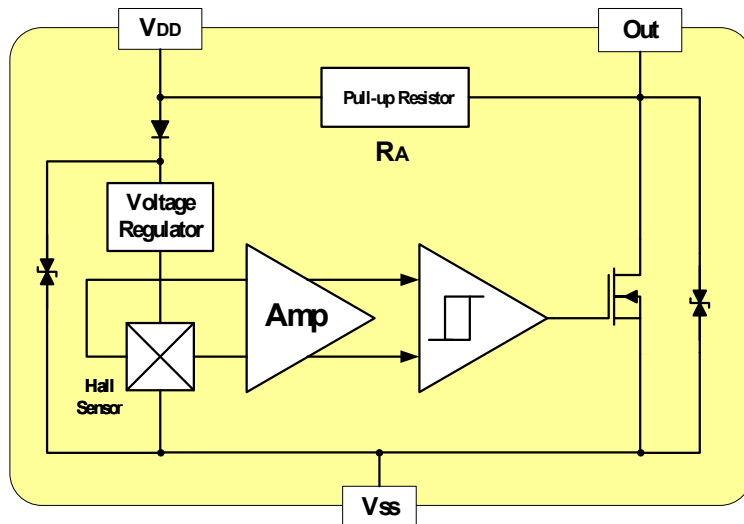 VDD
Out
Pull-up Resistor
RA
Voltage
Regulator
Amp
Hall
Sensor
Vss